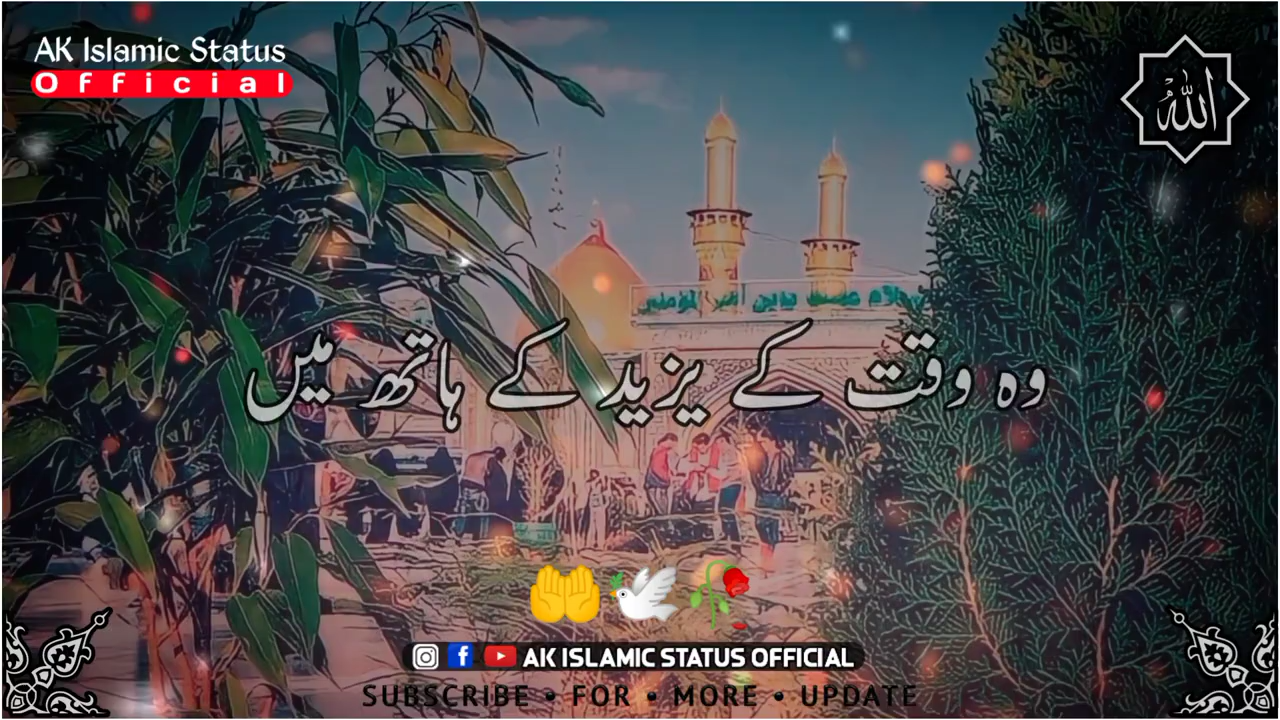 AK Islamic Status
Official
الله
وہ وقت کے یزید کے ہاتھ میں
AK ISLAMIC STATUS OFFICIAL
SUBSCRIBE • FOR • MORE • UPDATE